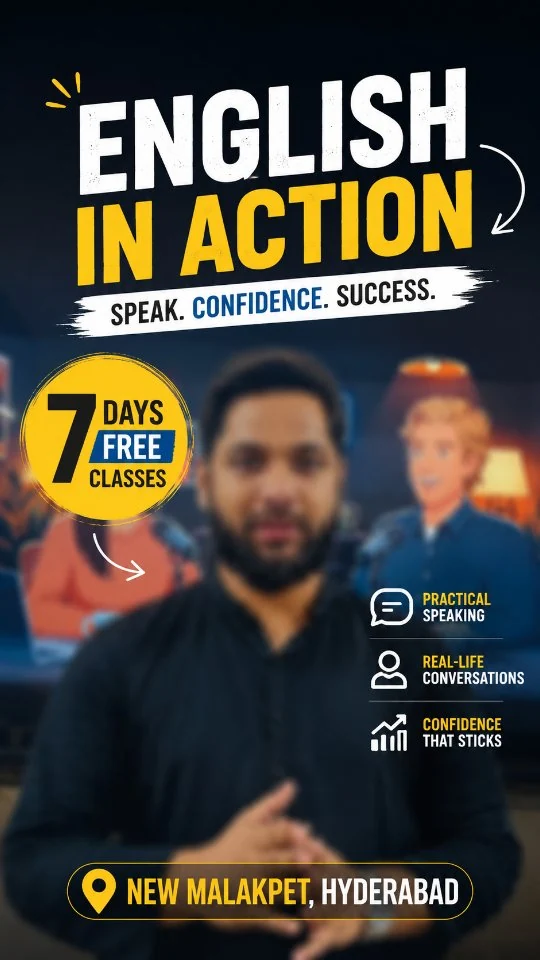 ENGLISH
IN ACTION
SPEAK. CONFIDENCE. SUCCESS.
7 DAYS
FREE
CLASSES
PRACTICAL
SPEAKING
REAL-LIFE
CONVERSATIONS
CONFIDENCE
THAT STICKS
NEW MALAKPET, HYDERABAD